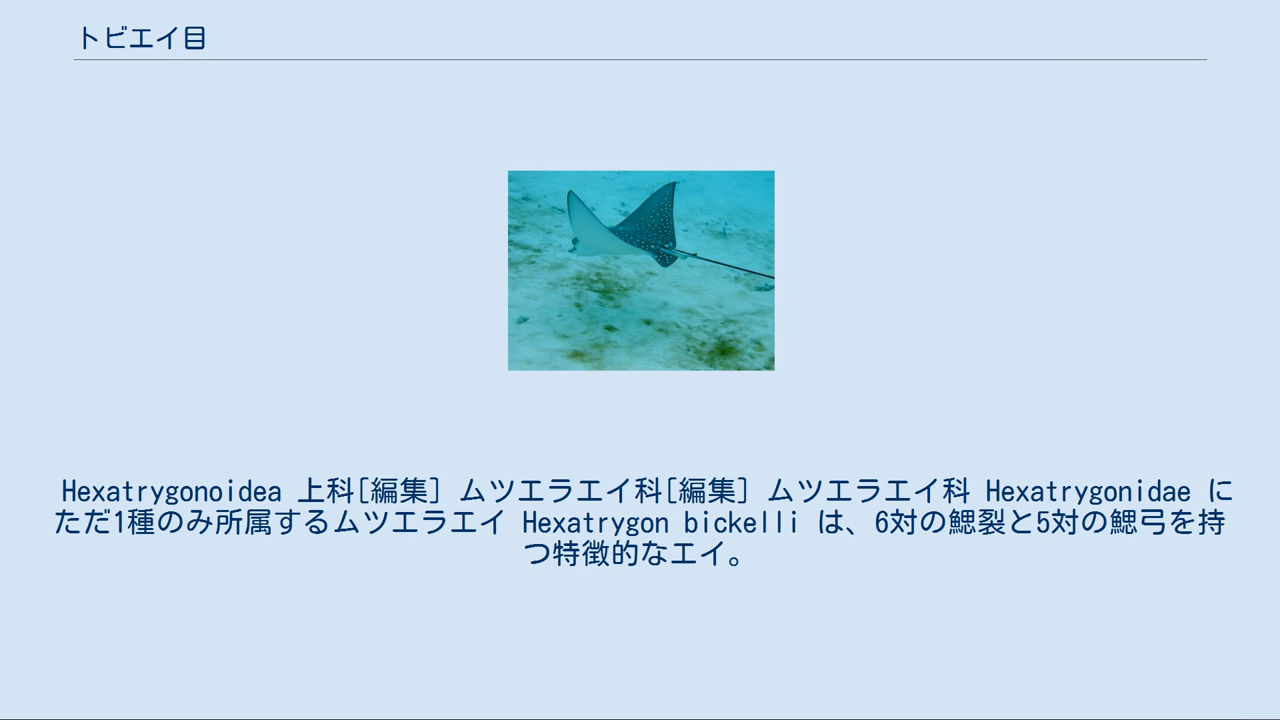 トビエイ目
Hexatrygonoidea 上科[編集] ムツエラエイ科[編集] ムツエラエイ科 Hexatrygonidae に
ただ1種のみ所属するムツエラエイ Hexatrygon bickelli は、6対の鰓裂と5対の鰓弓を持
つ特徴的なエイ。